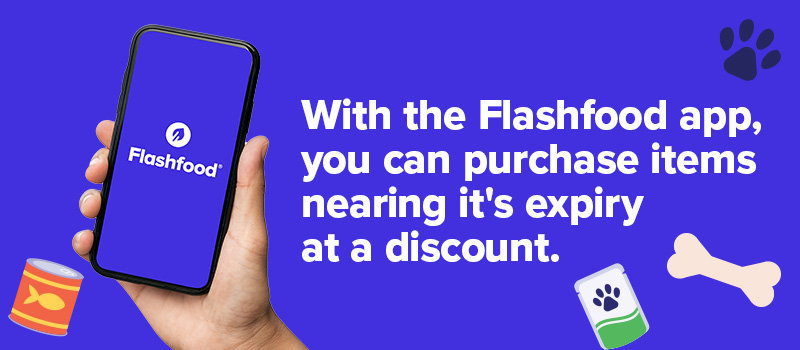 Flashfood®
With the Flashfood app,
you can purchase items
nearing it's expiry
at a discount.